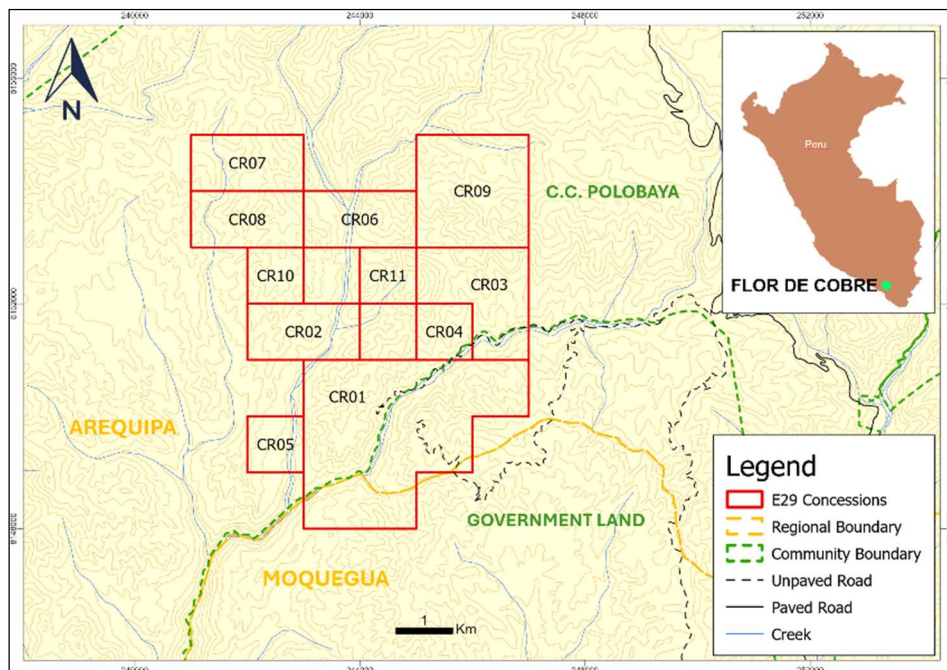 240000 244000 248000 252000
8156000
N
Peru
FLOR DE COBRE
CR07
CR09
C.C. POLOBAYA
CR08
CR06
CR10
CR11
CR03
CR02
CR04
CR01
AREQUIPA
CR05
GOVERNMENT LAND
MOQUEGUA
8148000
1
Km
Legend
E29 Concessions
Regional Boundary
Community Boundary
Unpaved Road
Paved Road
Creek